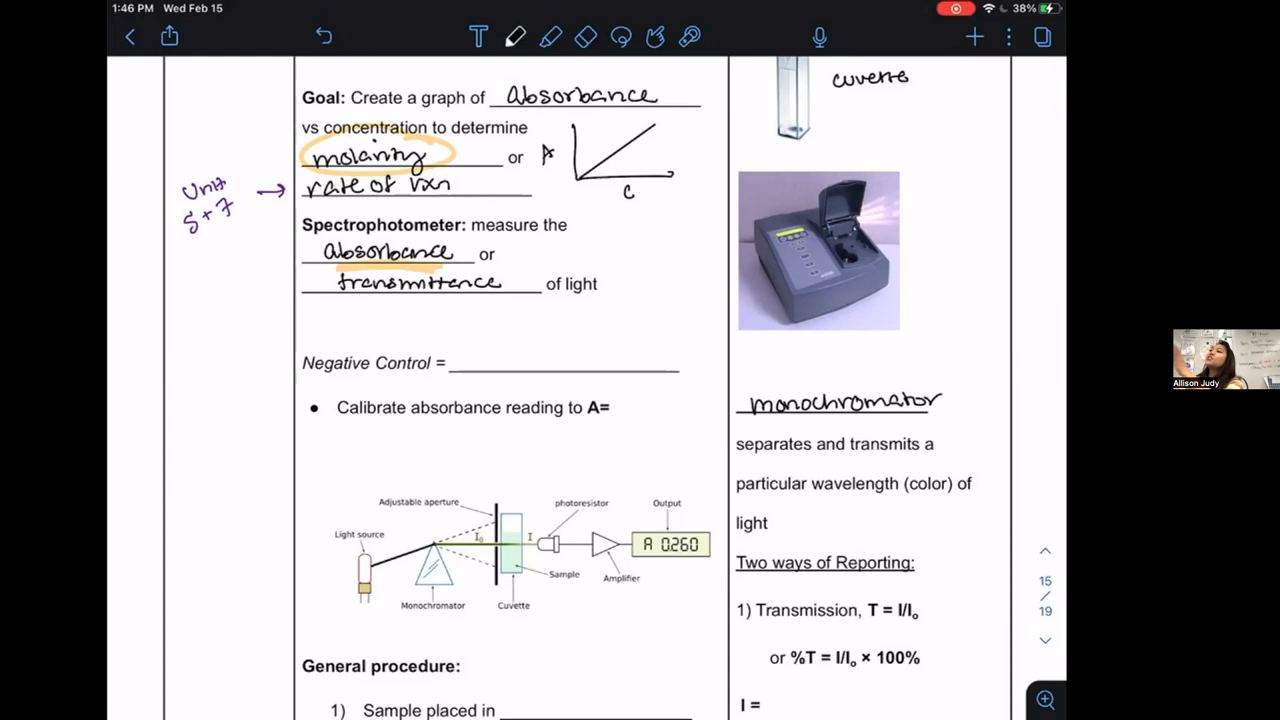 1:46 PM Wed Feb 15
38%
Goal: Create a graph of absorbance
vs concentration to determine
molarity or
rate of rxn
A
C
Unit
5+7
Spectrophotometer: measure the
absorbance or
transmittence of light
Negative Control =
• Calibrate absorbance reading to A=
Adjustable aperture
photoresistor
Output
Light source
I₀
I
A 0.260
Sample
Amplifier
Monochromator
Cuvette
General procedure:
1) Sample placed in
cuvette
monochromator
separates and transmits a
particular wavelength (color) of
light
Two ways of Reporting:
1) Transmission, T = I/I₀
or %T = I/I₀ × 100%
I =
15
/
19
Allison Judy